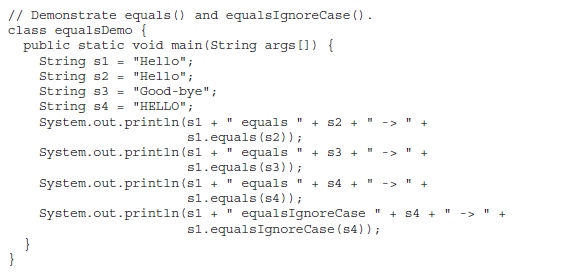 // Demonstrate equals() and equalsIgnoreCase().
class equalsDemo {
  public static void main(String args[]) {
    String s1 = "Hello";
    String s2 = "Hello";
    String s3 = "Good-bye";
    String s4 = "HELLO";
    System.out.println(s1 + " equals " + s2 + " -> " +
                       s1.equals(s2));
    System.out.println(s1 + " equals " + s3 + " -> " +
                       s1.equals(s3));
    System.out.println(s1 + " equals " + s4 + " -> " +
                       s1.equals(s4));
    System.out.println(s1 + " equalsIgnoreCase " + s4 + " -> " +
                       s1.equalsIgnoreCase(s4));
  }
}